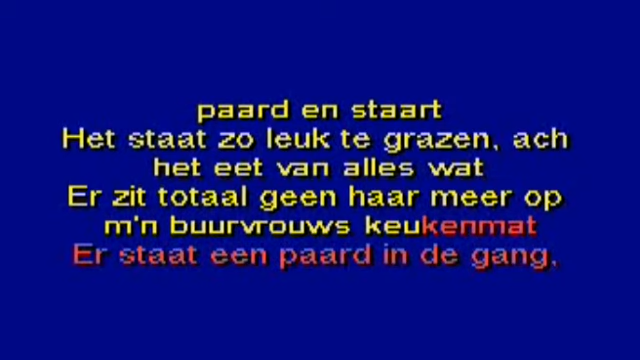 paard en staart
Het staat zo leuk te grazen, ach
het eet van alles wat
Er zit totaal geen haar meer op
m'n buurvrouws keukenmat
Er staat een paard in de gang,